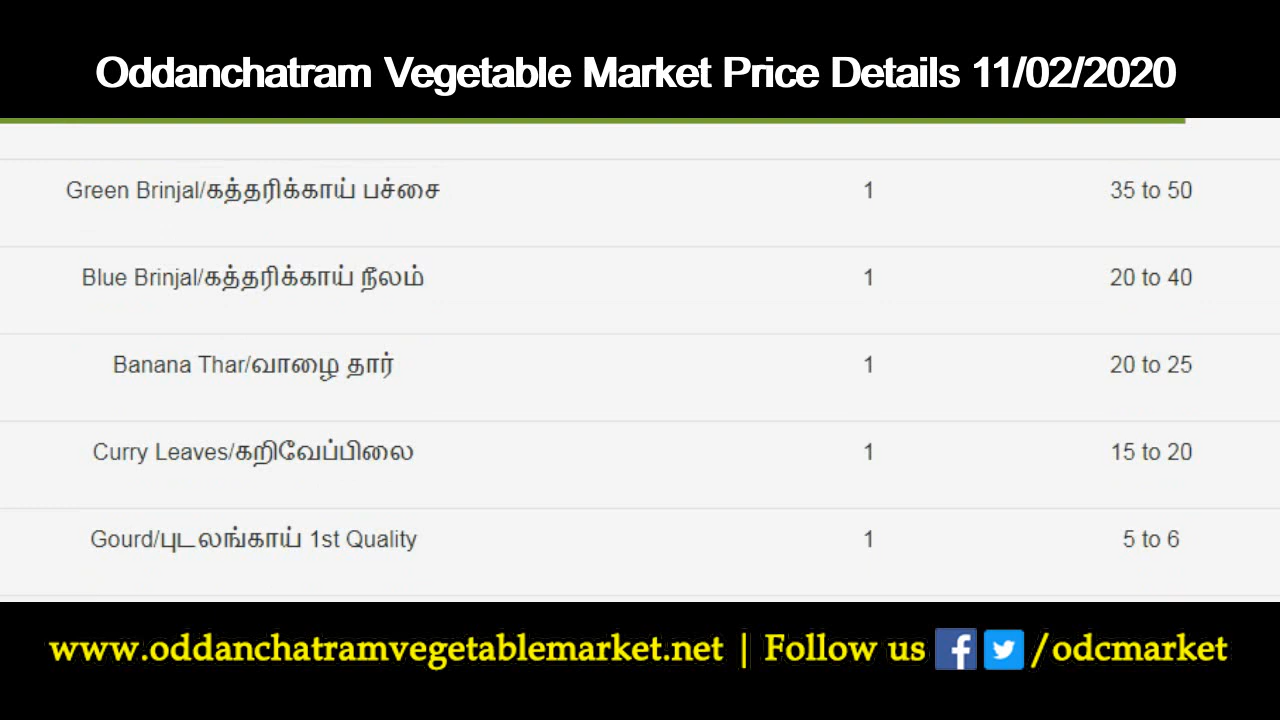 Oddanchatram Vegetable Market Price Details 11/02/2020
Green Brinjal/கத்தரிக்காய் பச்சை 1 35 to 50
Blue Brinjal/கத்தரிக்காய் நீலம் 1 20 to 40
Banana Thar/வாழை தார் 1 20 to 25
Curry Leaves/கறிவேப்பிலை 1 15 to 20
Gourd/புடலங்காய் 1st Quality 1 5 to 6
www.oddanchatramvegetablemarket.net | Follow us /odcmarket